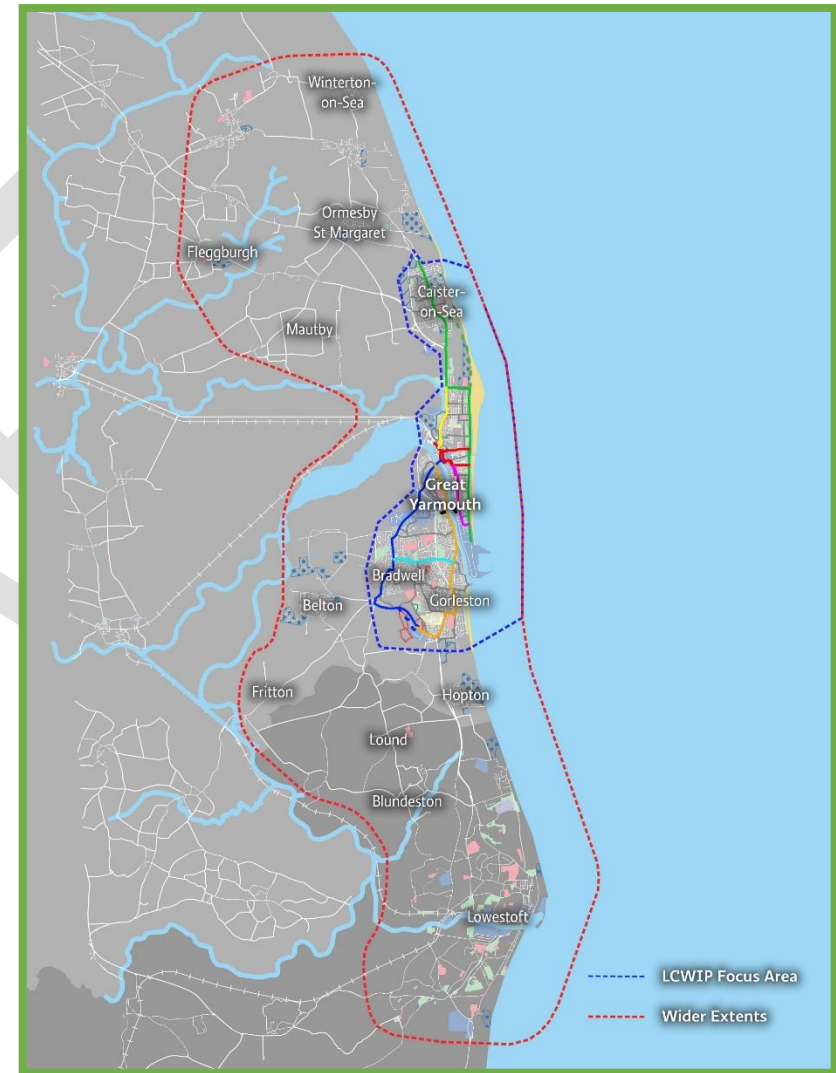 Winterton-
on-Sea
Ormesby
St Margaret
Fleggburgh
Caister-
on-Sea
Mautby
Great
Yarmouth
Bradwell
Belton
Gorleston
Fritton
Hopton
Lound
Blundeston
Lowestoft
LCWIP Focus Area
Wider Extents